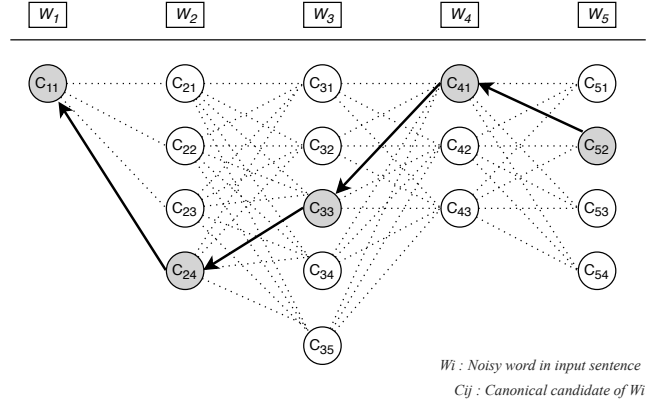 W1 W2 W3 W4 W5
C11 C21 C31 C41 C51
C22 C32 C42 C52
C23 C33 C43 C53
C24 C34 C54
C35
Wi : Noisy word in input sentence
Cij : Canonical candidate of Wi